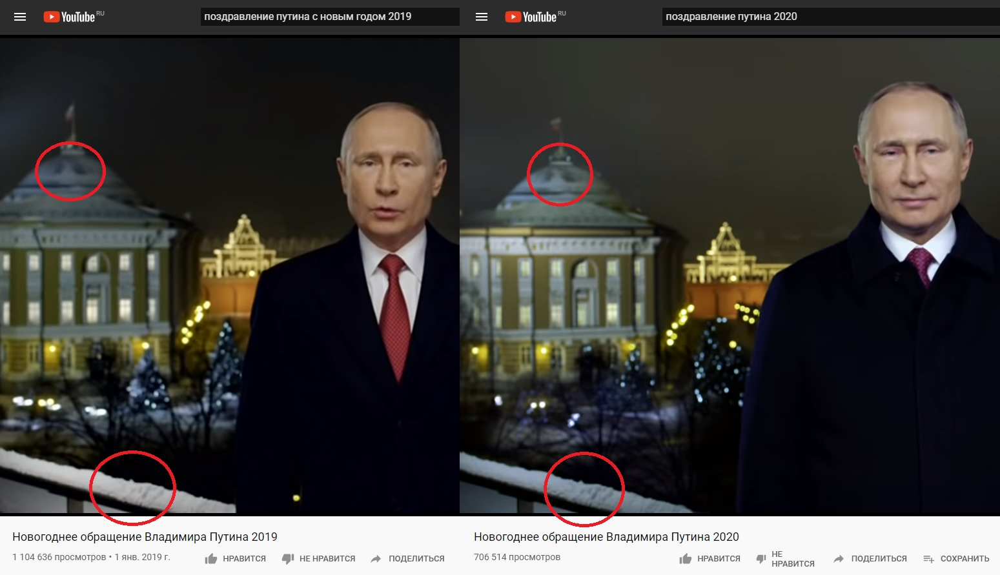 YouTube RU
поздравление путина с новым годом 2019
YouTube RU
поздравление путина 2020
Новогоднее обращение Владимира Путина 2019
1 104 636 просмотров • 1 янв. 2019 г.
НРАВИТСЯ
НЕ НРАВИТСЯ
ПОДЕЛИТЬСЯ
Новогоднее обращение Владимира Путина 2020
706 514 просмотров
НРАВИТСЯ
НЕ
НРАВИТСЯ
ПОДЕЛИТЬСЯ
СОХРАНИТЬ